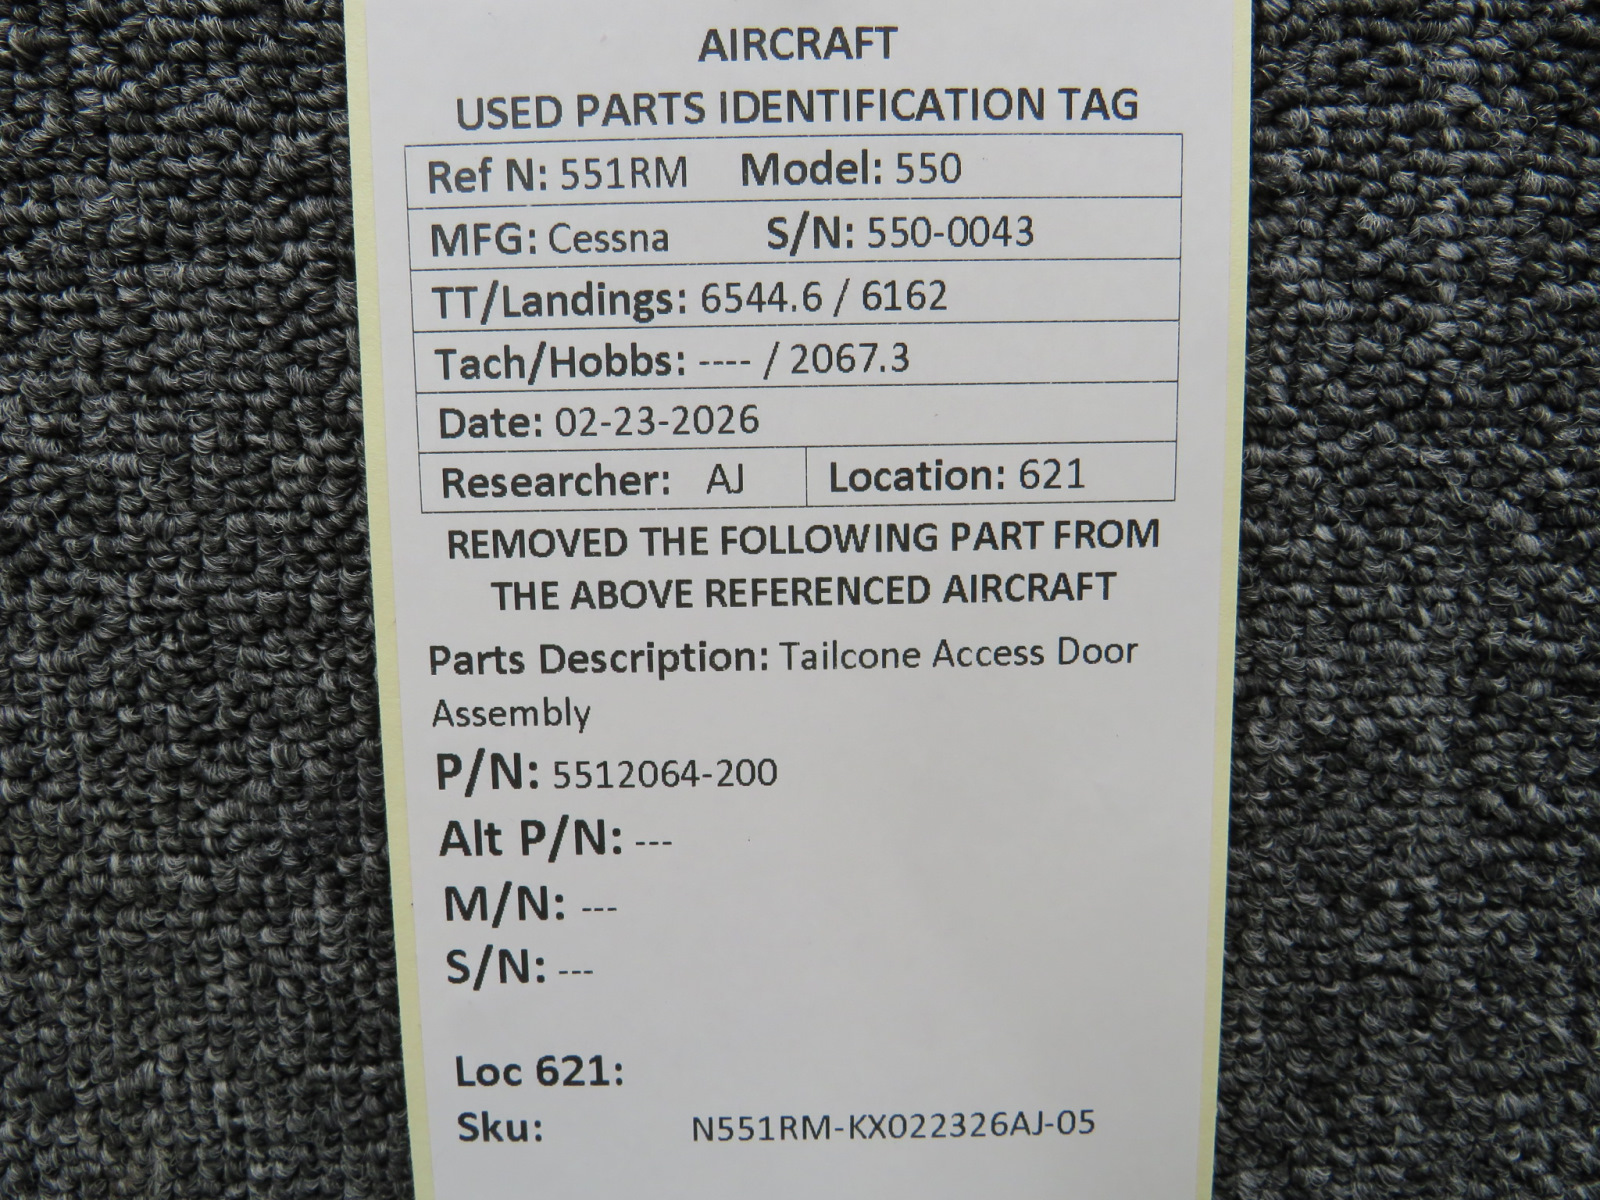 AIRCRAFT
USED PARTS IDENTIFICATION TAG
Ref N: 551RM Model: 550
MFG: Cessna S/N: 550-0043
TT/Landings: 6544.6 / 6162
Tach/Hobbs: ---- / 2067.3
Date: 02-23-2026
Researcher: AJ Location: 621
REMOVED THE FOLLOWING PART FROM
THE ABOVE REFERENCED AIRCRAFT
Parts Description: Tailcone Access Door
Assembly
P/N: 5512064-200
Alt P/N: ---
M/N: ---
S/N: ---
Loc 621:
Sku: N551RM-KX022326AJ-05